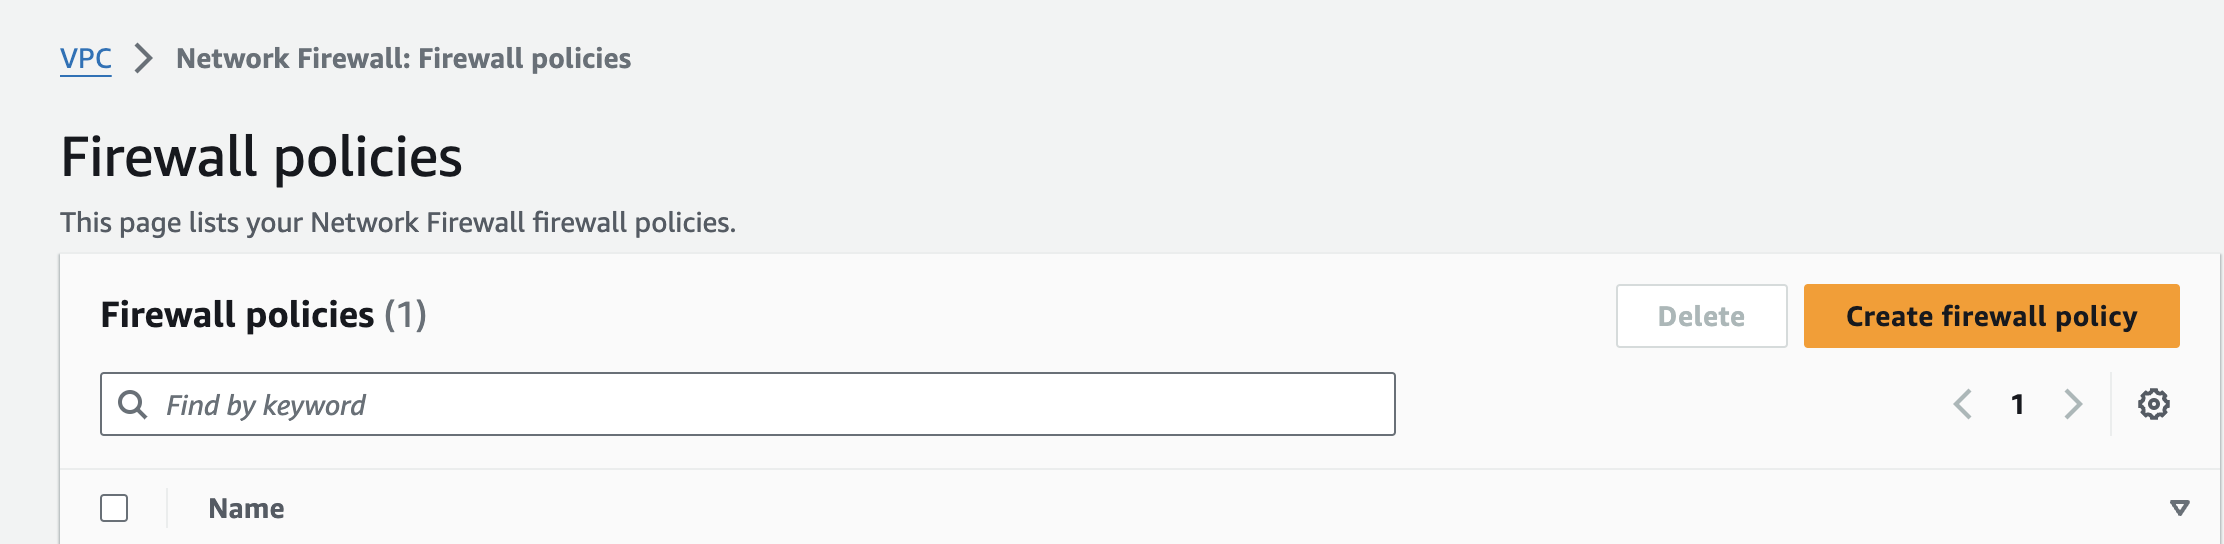 VPC > Network Firewall: Firewall policies
Firewall policies
This page lists your Network Firewall firewall policies.
Firewall policies (1)
Delete
Create firewall policy
Find by keyword
1
Name